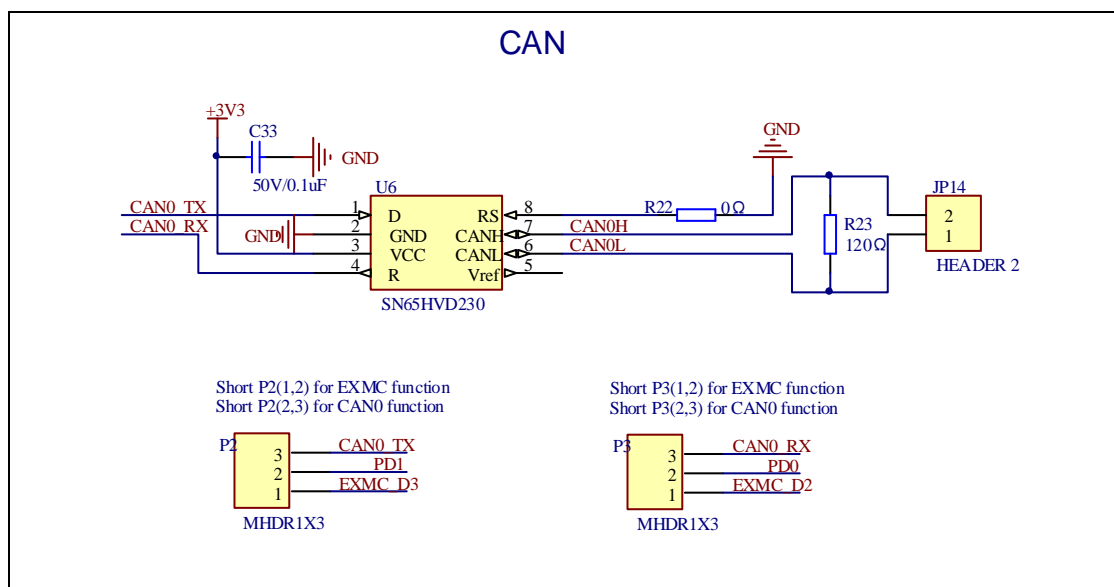 CAN
+3V3
C33
GND
50V/0.1uF
GND
U6
CAN0_TX
1
D
RS
8
R22
0Ω
CAN0_RX
GND
2
GND
CANH
7
CAN0H
3
VCC
CANL
6
CAN0L
4
R
Vref
5
SN65HVD230
R23
120Ω
JP14
2
1
HEADER 2
Short P2(1,2) for EXMC function
Short P2(2,3) for CAN0 function
P2
3
CAN0_TX
2
PD1
1
EXMC_D3
MHDR1X3
Short P3(1,2) for EXMC function
Short P3(2,3) for CAN0 function
P3
3
CAN0_RX
2
PD0
1
EXMC_D2
MHDR1X3